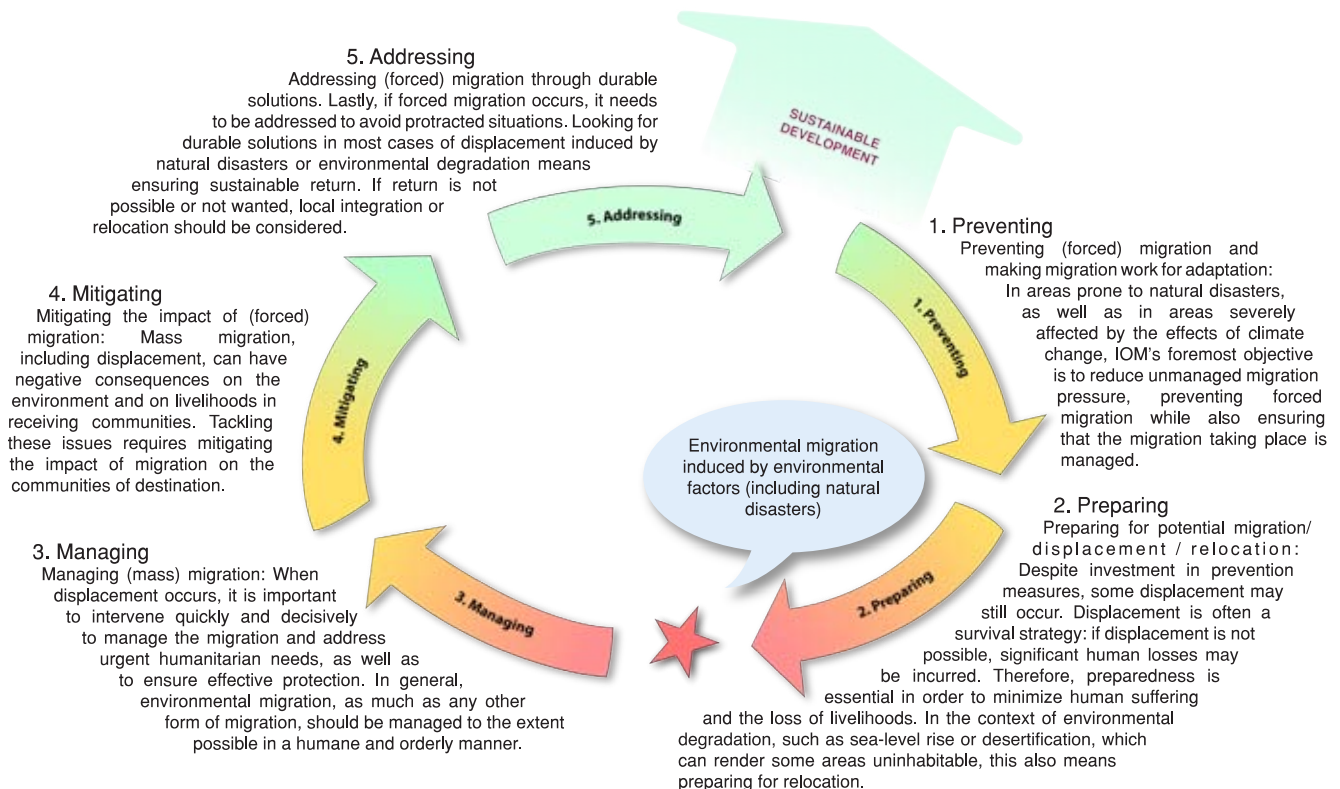 5. Addressing
Addressing (forced) migration through durable
solutions. Lastly, if forced migration occurs, it needs
to be addressed to avoid protracted situations. Looking for
durable solutions in most cases of displacement induced by
natural disasters or environmental degradation means
ensuring sustainable return. If return is not
possible or not wanted, local integration or
relocation should be considered.
SUSTAINABLE
DEVELOPMENT
5. Addressing
1. Preventing
Preventing (forced) migration and
making migration work for adaptation:
In areas prone to natural disasters,
as well as in areas severely
affected by the effects of climate
change, IOM's foremost objective
is to reduce unmanaged migration
pressure, preventing forced
migration while also ensuring
that the migration taking place is
managed.
1. Preventing
4. Mitigating
Mitigating the impact of (forced)
migration: Mass migration,
including displacement, can have
negative consequences on the
environment and on livelihoods in
receiving communities. Tackling
these issues requires mitigating
the impact of migration on the
communities of destination.
4. Mitigating
Environmental migration
induced by environmental
factors (including natural
disasters)
2. Preparing
Preparing for potential migration/
displacement / relocation:
Despite investment in prevention
measures, some displacement may
still occur. Displacement is often a
survival strategy: if displacement is not
possible, significant human losses may
be incurred. Therefore, preparedness is
essential in order to minimize human suffering
and the loss of livelihoods. In the context of environmental
degradation, such as sea-level rise or desertification, which
can render some areas uninhabitable, this also means
preparing for relocation.
2. Preparing
3. Managing
Managing (mass) migration: When
displacement occurs, it is important
to intervene quickly and decisively
to manage the migration and address
urgent humanitarian needs, as well as
to ensure effective protection. In general,
environmental migration, as much as any other
form of migration, should be managed to the extent
possible in a humane and orderly manner.
3. Managing